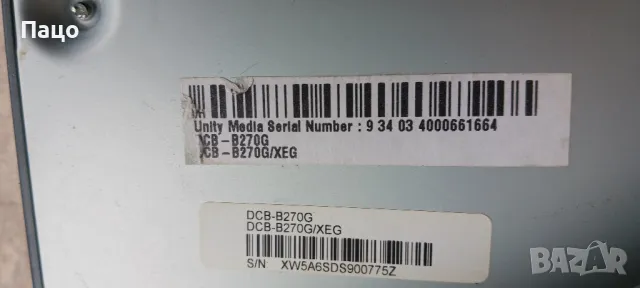 Пацо
Unity Media Serial Number : 9 34 03 4000661664
CB - B270G
CB - B270G/XEG
DCB-B270G
DCB-B270G/XEG
S/N XW5A6SDS900775Z
BAZAR